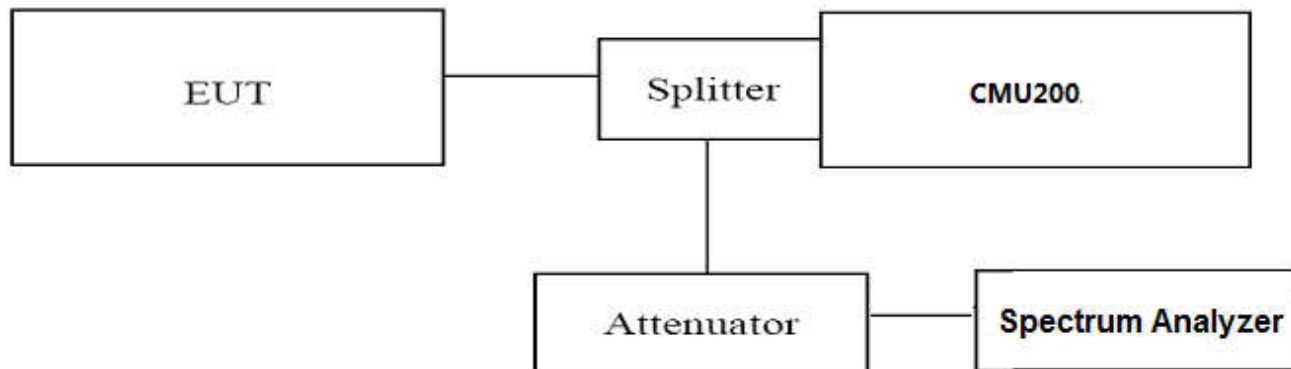 EUT
Splitter
CMU200.
Attenuator
Spectrum Analyzer